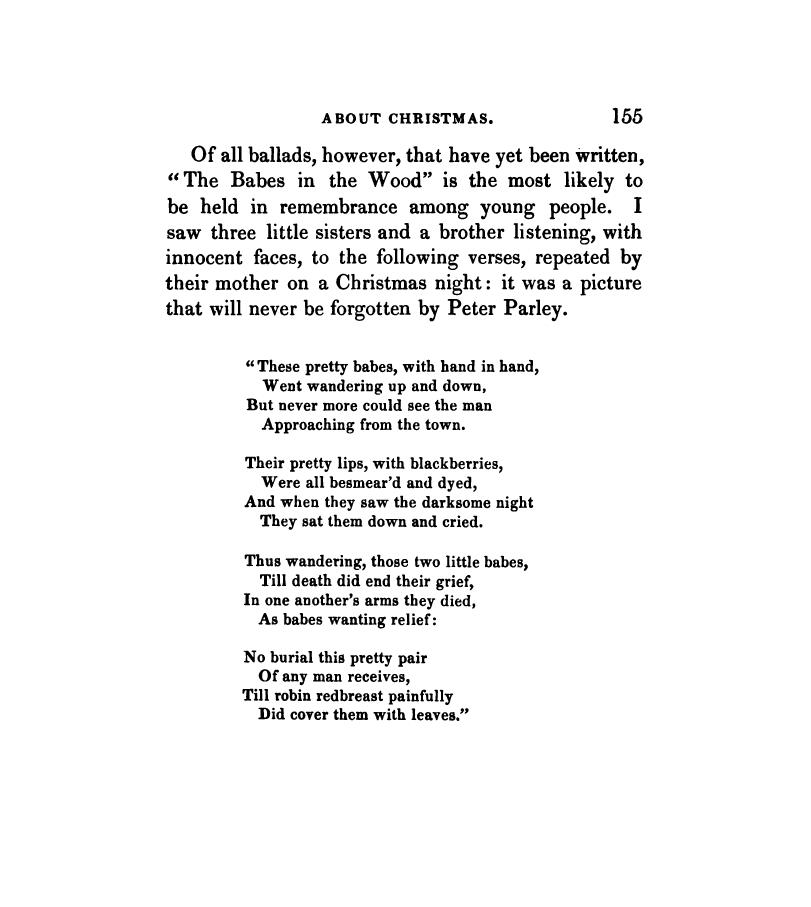 ABOUT CHRISTMAS. 155
Of all ballads, however, that have yet been written,
“The Babes in the Wood” is the most likely to
be held in remembrance among young people. I
saw three little sisters and a brother listening, with
innocent faces, to the following verses, repeated by
their mother on a Christmas night: it was a picture
that will never be forgotten by Peter Parley.
“These pretty babes, with hand in hand,
Went wandering up and down,
But never more could see the man
Approaching from the town.
Their pretty lips, with blackberries,
Were all besmear’d and dyed,
And when they saw the darksome night
They sat them down and cried.
Thus wandering, those two little babes,
Till death did end their grief,
In one another’s arms they died,
As babes wanting relief:
No burial this pretty pair
Of any man receives,
Till robin redbreast painfully
Did cover them with leaves.”